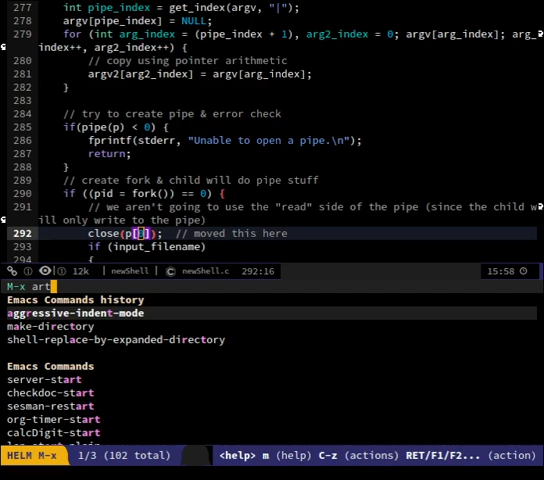 277 int pipe_index = get_index(argv, "|");
278 argv[pipe_index] = NULL;
279 for (int arg_index = (pipe_index + 1), arg2_index = 0; argv[arg_index]; arg_
index++, arg2_index++) {
280 // copy using pointer arithmetic
281 argv2[arg2_index] = argv[arg_index];
282 }
283
284 // try to create pipe & error check
285 if(pipe(p) < 0) {
286 fprintf(stderr, "Unable to open a pipe.\n");
287 return;
288 }
289 // create fork & child will do pipe stuff
290 if ((pid = fork()) == 0) {
291 // we aren't going to use the "read" side of the pipe (since the child w
ill only write to the pipe)
292 close(p[0]); // moved this here
293 if (input_filename)
294 {
12k | newShell | C newShell.c 292:16 15:58
M-x art
Emacs Commands history
aggressive-indent-mode
make-directory
shell-replace-by-expanded-directory
Emacs Commands
server-start
checkdoc-start
sesman-restart
org-timer-start
calcDigit-start
HELM M-x 1/3 (102 total) <help> m (help) C-z (actions) RET/F1/F2... (action)